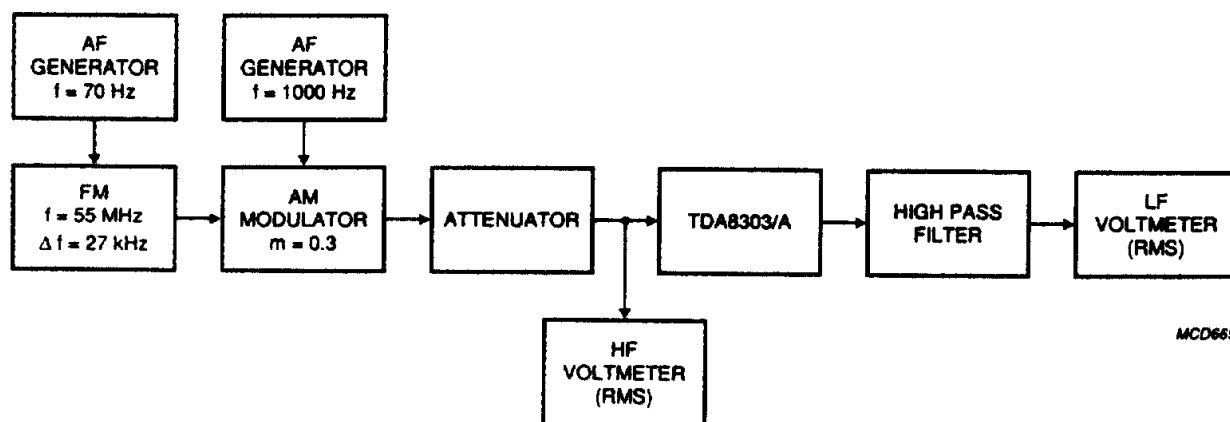 AF
GENERATOR
f = 70 Hz
AF
GENERATOR
f = 1000 Hz
FM
f = 55 MHz
Δ f = 27 kHz
AM
MODULATOR
m = 0.3
ATTENUATOR
TDA8303/A
HIGH PASS
FILTER
LF
VOLTMETER
(RMS)
HF
VOLTMETER
(RMS)